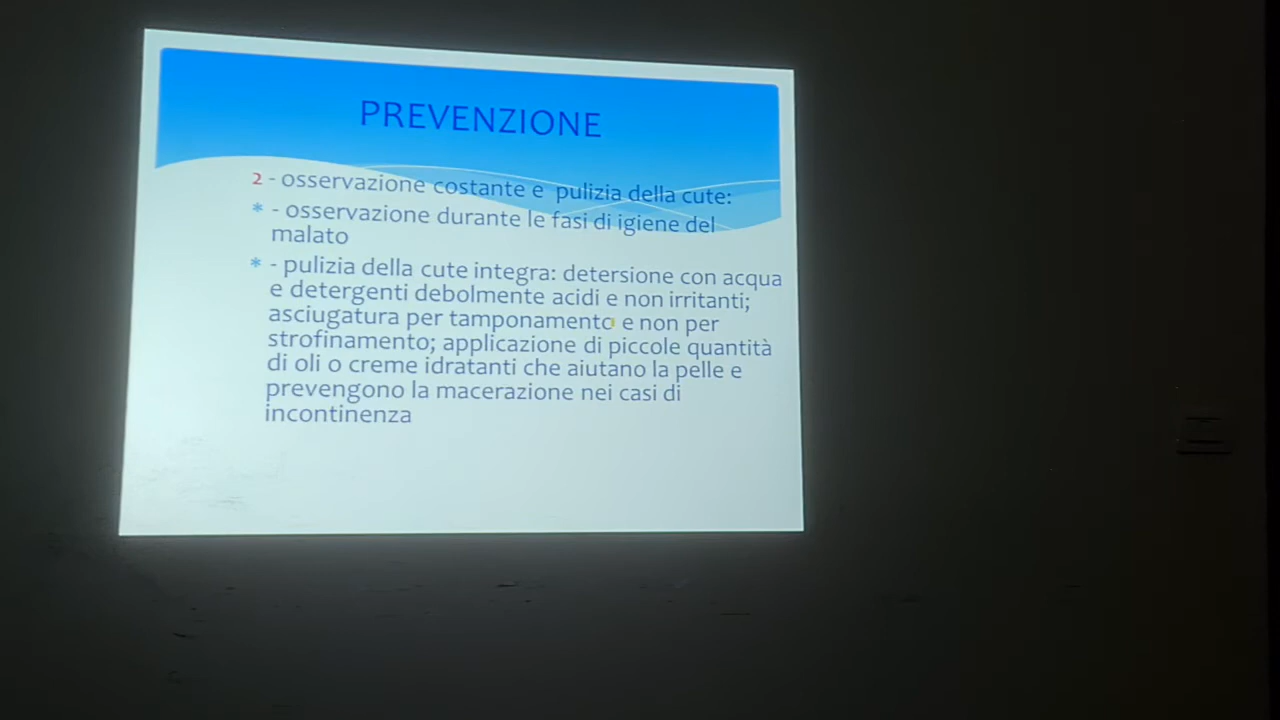 PREVENZIONE
2 - osservazione costante e pulizia della cute:
* - osservazione durante le fasi di igiene del
malato
* - pulizia della cute integra: detersione con acqua
e detergenti debolmente acidi e non irritanti;
asciugatura per tamponamento e non per
strofinamento; applicazione di piccole quantità
di oli o creme idratanti che aiutano la pelle e
prevengono la macerazione nei casi di
incontinenza